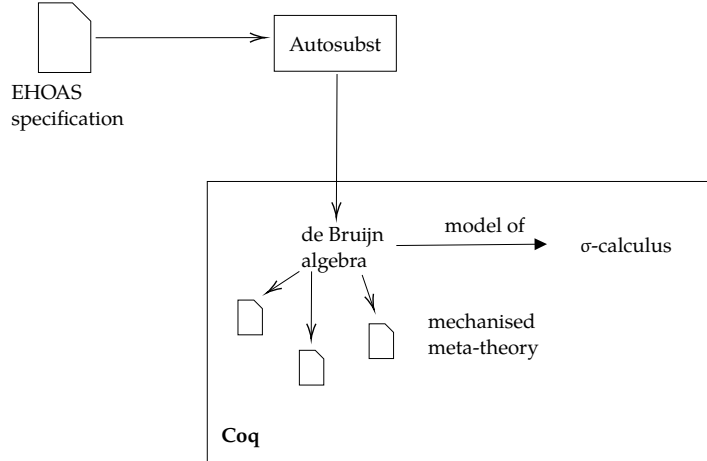 Autosubst
EHOAS
specification
de Bruijn
algebra
model of
σ-calculus
mechanised
meta-theory
Coq